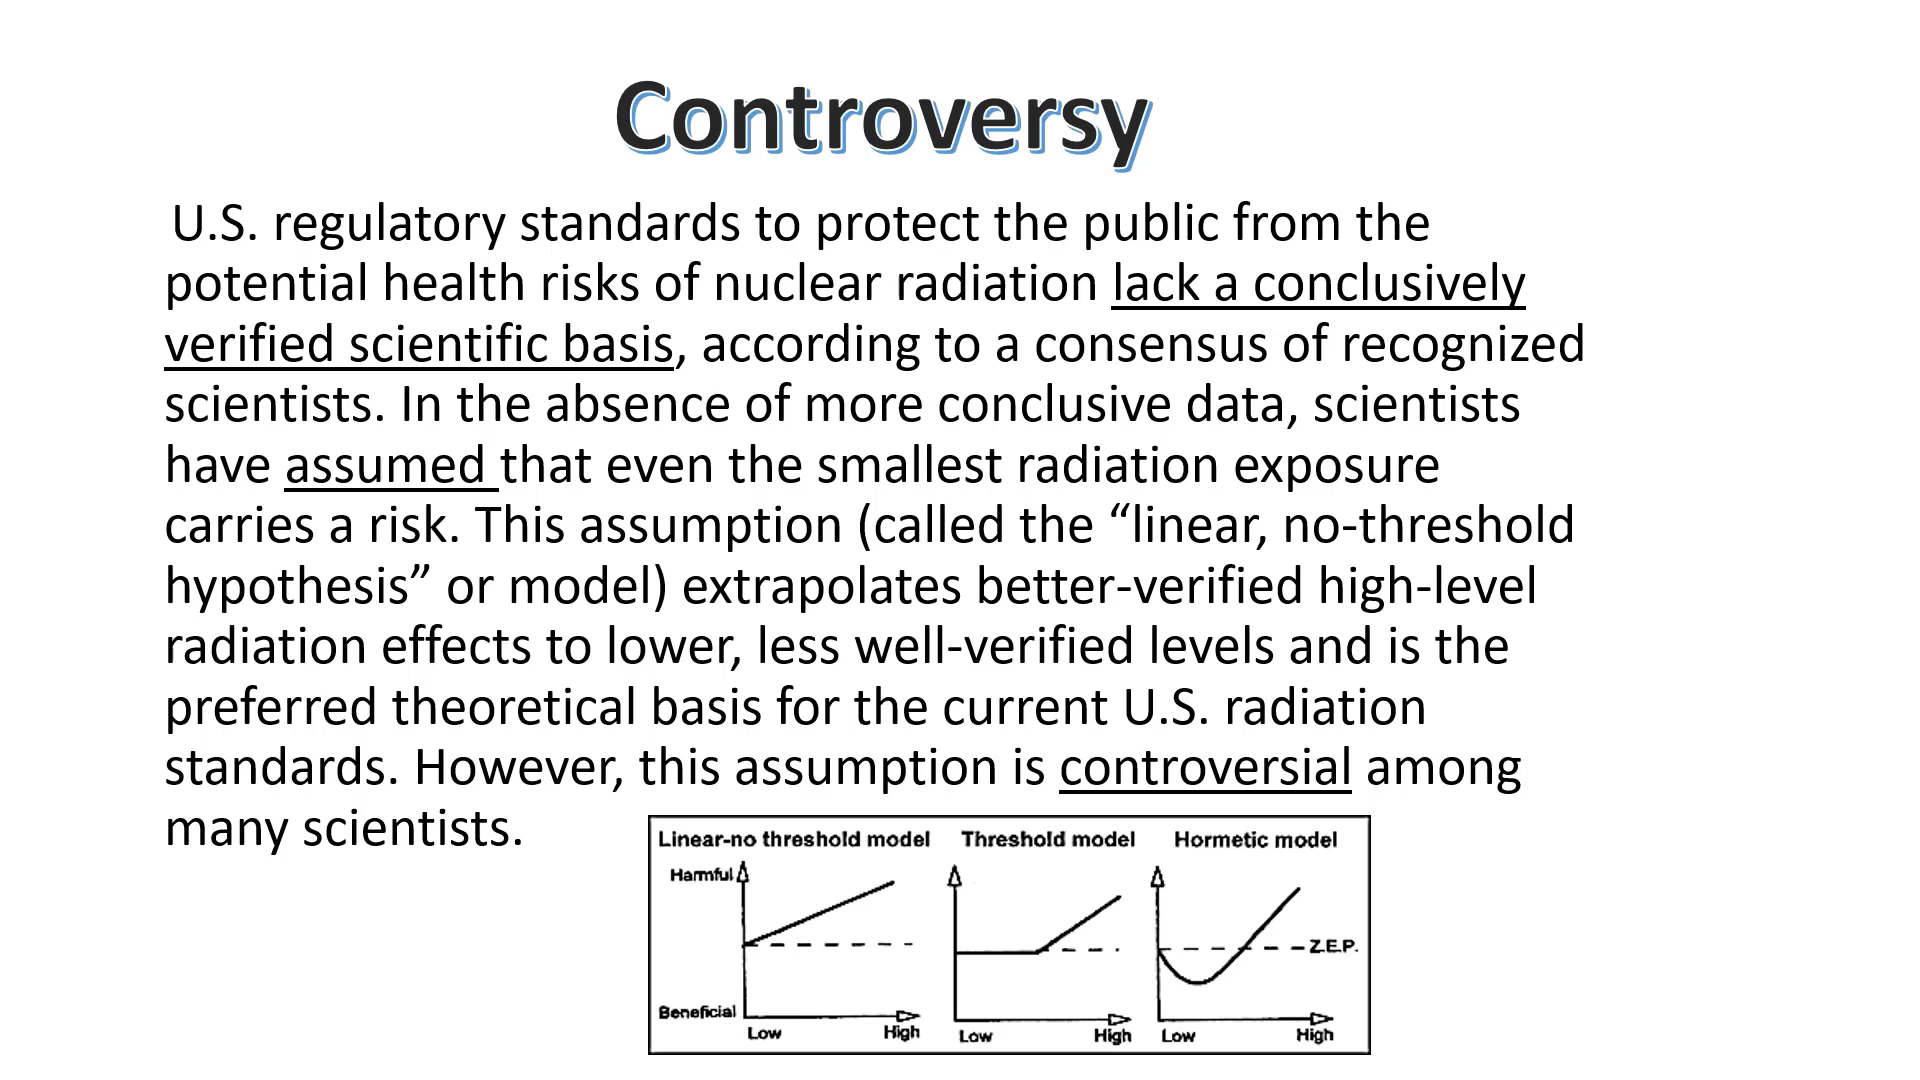 Controversy
U.S. regulatory standards to protect the public from the
potential health risks of nuclear radiation lack a conclusively
verified scientific basis, according to a consensus of recognized
scientists. In the absence of more conclusive data, scientists
have assumed that even the smallest radiation exposure
carries a risk. This assumption (called the “linear, no-threshold
hypothesis” or model) extrapolates better-verified high-level
radiation effects to lower, less well-verified levels and is the
preferred theoretical basis for the current U.S. radiation
standards. However, this assumption is controversial among
many scientists.
Linear-no threshold model Threshold model Hormetic model
Harmful
Z.E.P.
Beneficial
Low High Low High Low High